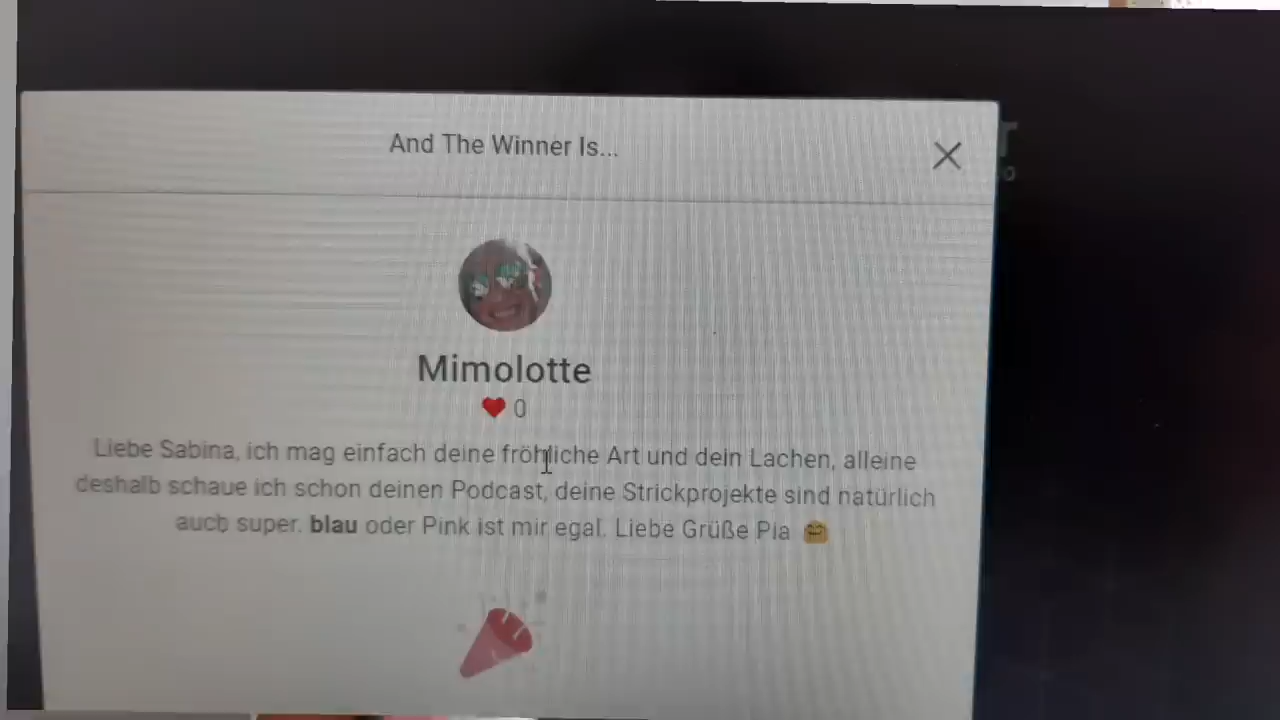 And The Winner Is...
Mimolotte
0
Liebe Sabina, ich mag einfach deine fröhliche Art und dein Lachen, alleine
deshalb schaue ich schon deinen Podcast, deine Strickprojekte sind natürlich
auch super. blau oder Pink ist mir egal. Liebe Grüße Pia